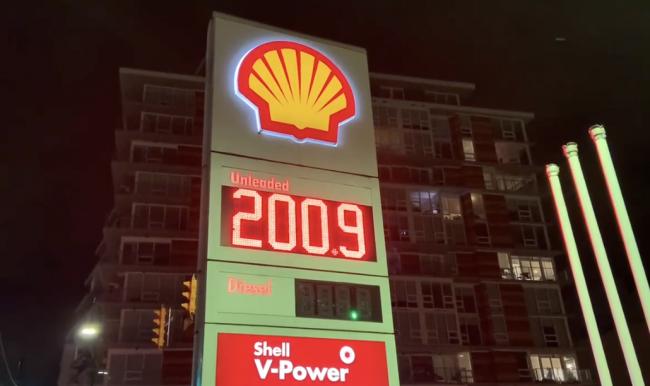 Unleaded
200.9
Diesel
Shell
V-Power